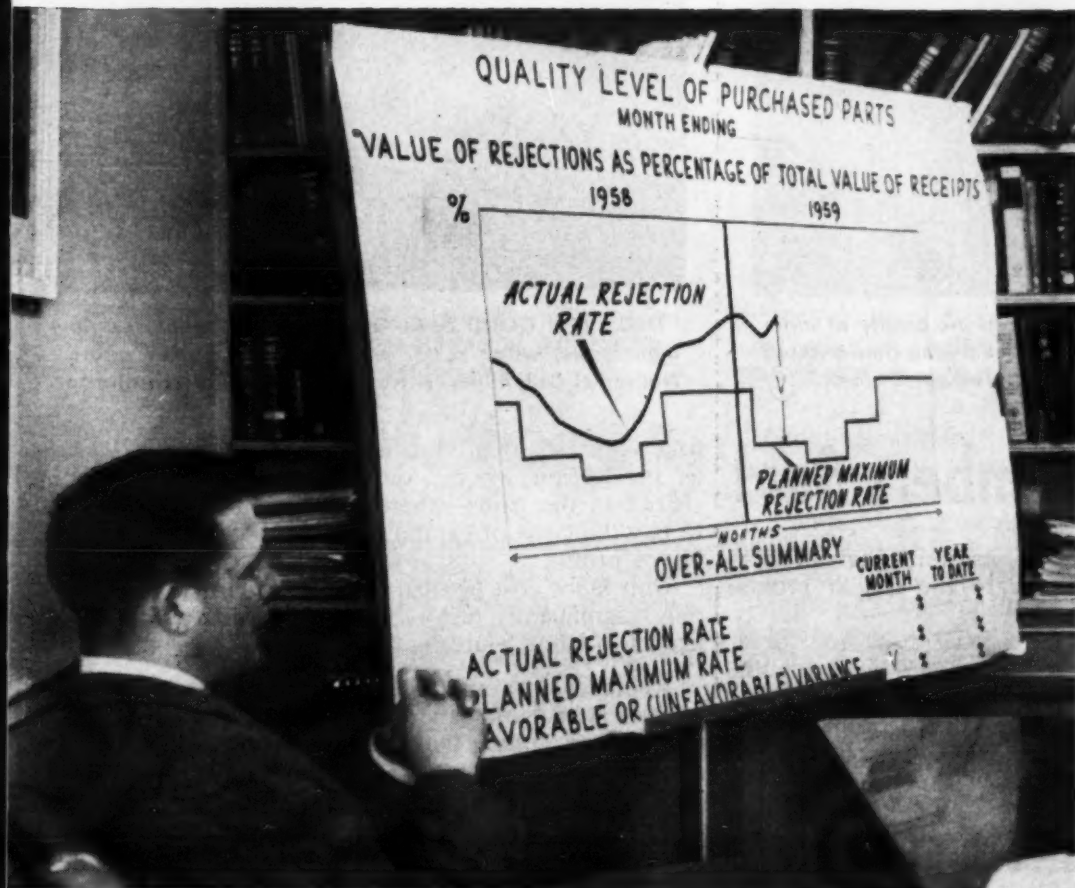 QUALITY LEVEL OF PURCHASED PARTS
MONTH ENDING
VALUE OF REJECTIONS AS PERCENTAGE OF TOTAL VALUE OF RECEIPTS
% 1958 1959
ACTUAL REJECTION
RATE
V
PLANNED MAXIMUM
REJECTION RATE
MONTHS
OVER-ALL SUMMARY
CURRENT
MONTH
YEAR
TO DATE
% %
ACTUAL REJECTION RATE % %
PLANNED MAXIMUM RATE
AVORABLE OR (UNFAVORABLE) VARIANCE V % %